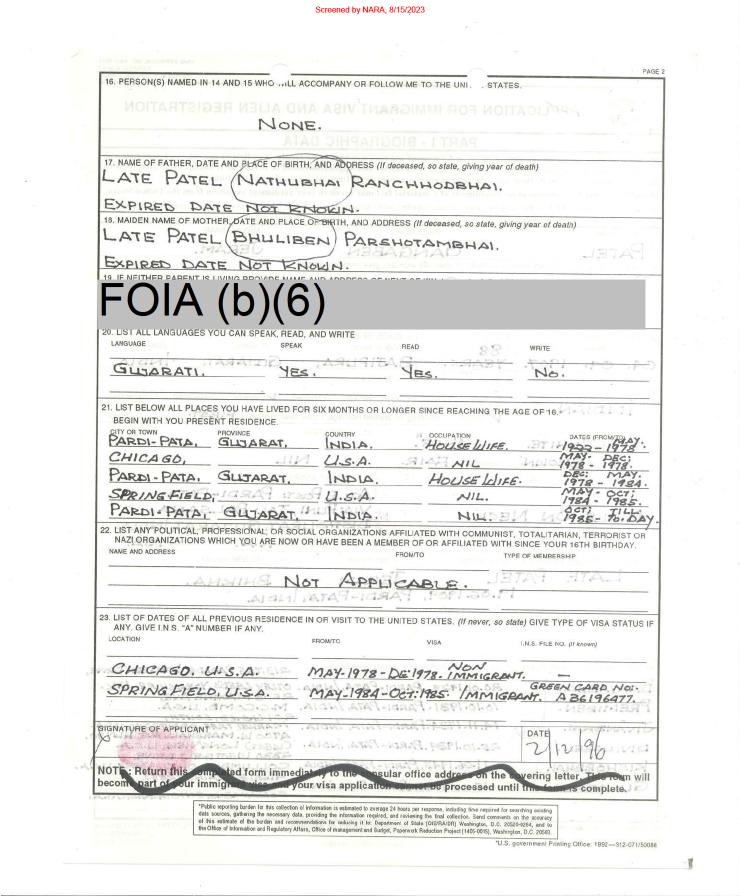 Screened by NARA, 8/15/2023
PAGE 2
16. PERSON(S) NAMED IN 14 AND 15 WHO ...LL ACCOMPANY OR FOLLOW ME TO THE UNI. . STATES.
NONE.
17. NAME OF FATHER, DATE AND PLACE OF BIRTH, AND ADDRESS (If deceased, so state, giving year of death)
LATE PATEL NATHUBHAI RANCHHODBHAI.
EXPIRED DATE NOT KNOWN.
18. MAIDEN NAME OF MOTHER, DATE AND PLACE OF BIRTH, AND ADDRESS (If deceased, so state, giving year of death)
LATE PATEL BHULIBEN PARSHOTAMBHAI.
EXPIRED DATE NOT KNOWN.
19. IF NEITHER PARENT IS LIVING PROVIDE NAME AND ADDRESS OF NEXT OF KIN
FOIA (b)(6)
20. LIST ALL LANGUAGES YOU CAN SPEAK, READ, AND WRITE
LANGUAGE SPEAK READ WRITE
GUJARATI. YES. YES. NO.
21. LIST BELOW ALL PLACES YOU HAVE LIVED FOR SIX MONTHS OR LONGER SINCE REACHING THE AGE OF 16.
BEGIN WITH YOU PRESENT RESIDENCE.
CITY OR TOWN PROVINCE COUNTRY OCCUPATION DATES (FROM/TO)
PARDI-PATA, GUJARAT, INDIA. HOUSE WIFE. 1922 - MAY. 1978
CHICAGO, U.S.A. NIL MAY- DEC; 1978 - 1978.
PARDI-PATA, GUJARAT, INDIA. HOUSE WIFE. DEC; MAY. 1978 - 1984.
SPRING FIELD, U.S.A. NIL. MAY- OCT; 1984 - 1985.
PARDI-PATA, GUJARAT, INDIA. NIL. OCT; TILL 1985- TO-DAY.
22. LIST ANY POLITICAL, PROFESSIONAL, OR SOCIAL ORGANIZATIONS AFFILIATED WITH COMMUNIST, TOTALITARIAN, TERRORIST OR
NAZI ORGANIZATIONS WHICH YOU ARE NOW OR HAVE BEEN A MEMBER OF OR AFFILIATED WITH SINCE YOUR 16TH BIRTHDAY.
NAME AND ADDRESS FROM/TO TYPE OF MEMBERSHIP
NOT APPLICABLE.
23. LIST OF DATES OF ALL PREVIOUS RESIDENCE IN OR VISIT TO THE UNITED STATES. (If never, so state) GIVE TYPE OF VISA STATUS IF
ANY. GIVE I.N.S. "A" NUMBER IF ANY.
LOCATION FROM/TO VISA I.N.S. FILE NO. (If known)
CHICAGO. U.S.A. MAY-1978-DE'1978. NON IMMIGRANT. —
SPRING FIELD, U.S.A. MAY-1984-OCT:1985. IMMIGRANT. GREEN CARD NO:- A36196477.
SIGNATURE OF APPLICANT DATE
2/12/96
NOTE: Return this completed form immediately to the consular office address on the covering letter. This form will
become part of your immigrant visa and your visa application cannot be processed until this form is complete.
*Public reporting burden for this collection of information is estimated to average 24 hours per response, including time required for searching existing
data sources, gathering the necessary data, providing the information required, and reviewing the final collection. Send comments on the accuracy
of this estimate of the burden and recommendations for reducing it to: Department of State (OIS/RA/DR) Washington, D.C. 20520-0264, and to
the Office of Information and Regulatory Affairs, Office of management and Budget, Paperwork Reduction Project (1405-0015), Washington, D.C. 20503.
*U.S. government Printing Office: 1992—312-071/50086